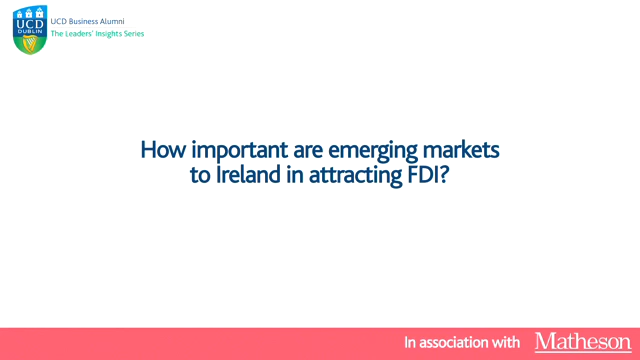 UCD
DUBLIN
UCD Business Alumni
The Leaders' Insights Series
How important are emerging markets
to Ireland in attracting FDI?
In association with Matheson